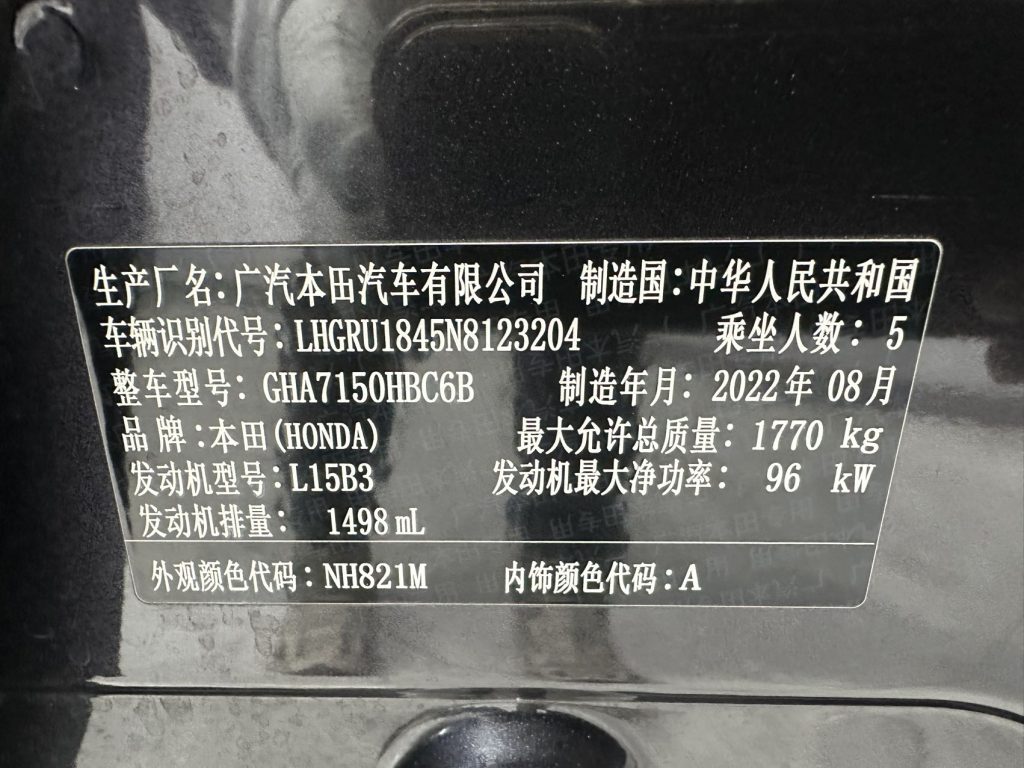 生产厂名:广汽本田汽车有限公司 制造国:中华人民共和国
车辆识别代号:LHGRU1845N8123204 乘坐人数:5
整车型号:GHA7150HBC6B 制造年月:2022年08月
品牌:本田(HONDA) 最大允许总质量:1770 kg
发动机型号:L15B3 发动机最大净功率:96 kW
发动机排量:1498mL
外观颜色代码:NH821M 内饰颜色代码:A